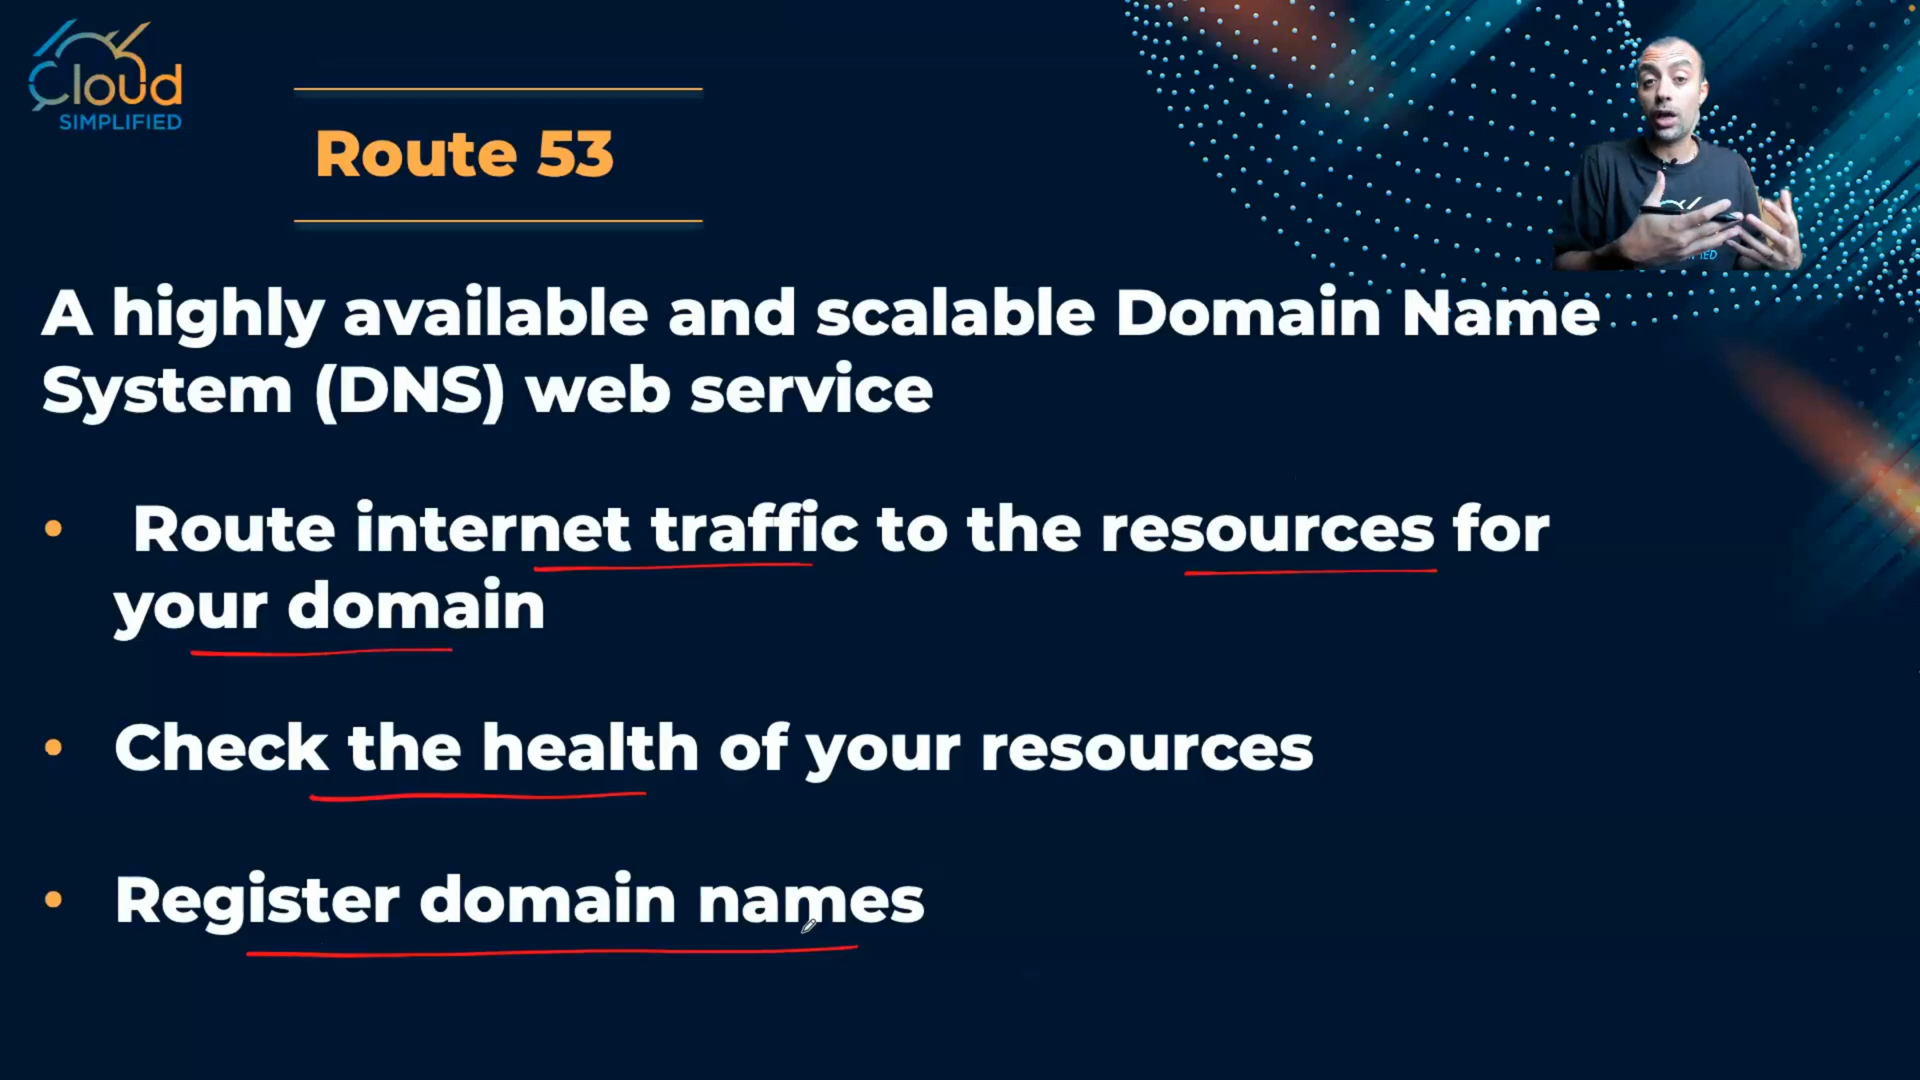 Cloud
SIMPLIFIED
Route 53
A highly available and scalable Domain Name
System (DNS) web service
• Route internet traffic to the resources for
your domain
• Check the health of your resources
• Register domain names